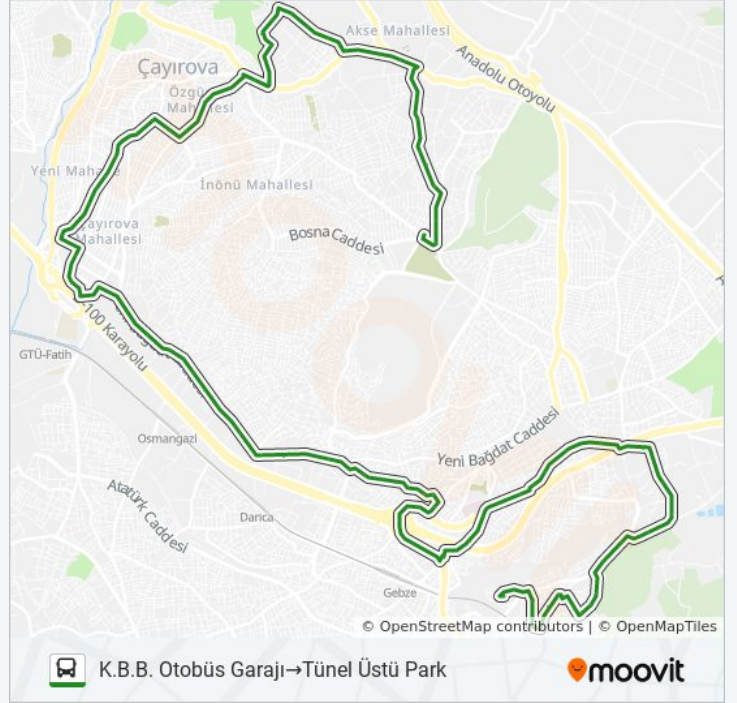 Akse Mahallesi
Anadolu Otoyolu
Çayırova
Özgür
Mahallesi
Yeni Mahalle
İnönü Mahallesi
Çayırova
Mahallesi
Bosna Caddesi
-100 Karayolu
GTÜ-Fatih
Osmangazi
Yeni Bağdat Caddesi
Atatürk Caddesi
Danca
Gebze
© OpenStreetMap contributors | © OpenMapTiles
K.B.B. Otobüs Garajı→Tünel Üstü Park
moovit